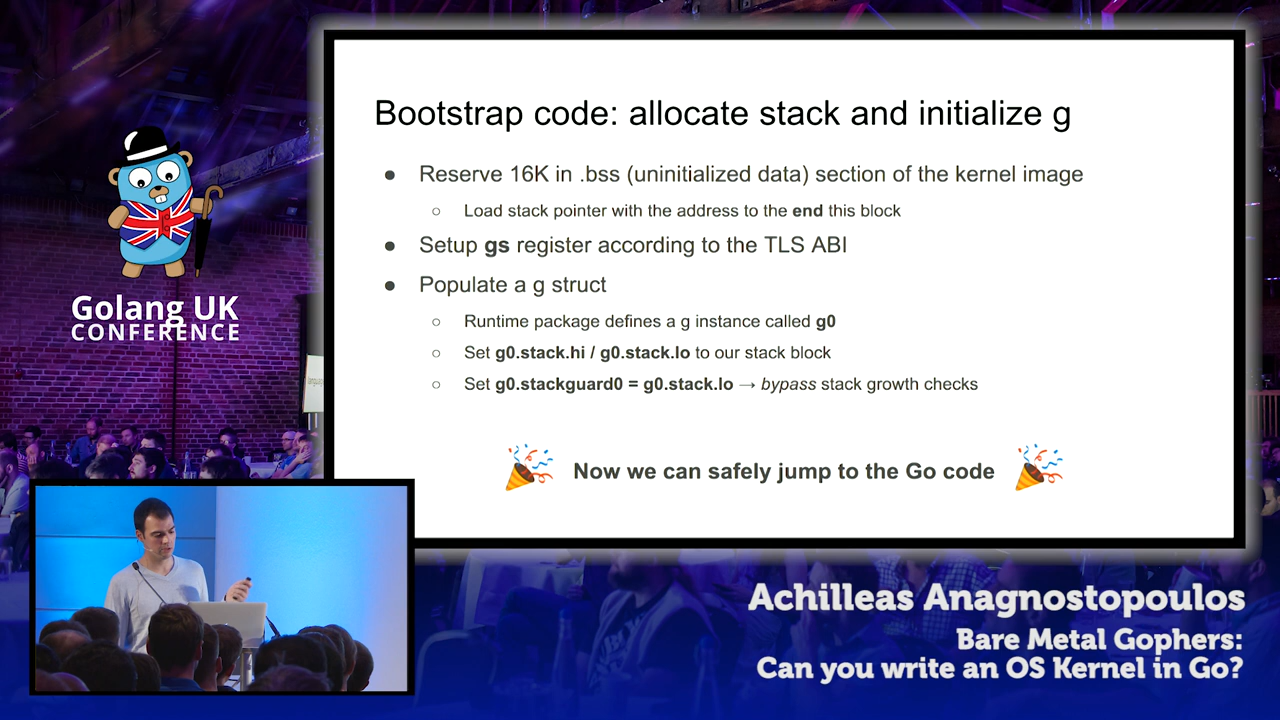 Bootstrap code: allocate stack and initialize g
● Reserve 16K in .bss (uninitialized data) section of the kernel image
○ Load stack pointer with the address to the end this block
● Setup gs register according to the TLS ABI
● Populate a g struct
○ Runtime package defines a g instance called g0
○ Set g0.stack.hi / g0.stack.lo to our stack block
○ Set g0.stackguard0 = g0.stack.lo → bypass stack growth checks
🎉 Now we can safely jump to the Go code 🎉
Golang UK
CONFERENCE
Achilleas Anagnostopoulos
Bare Metal Gophers:
Can you write an OS Kernel in Go?